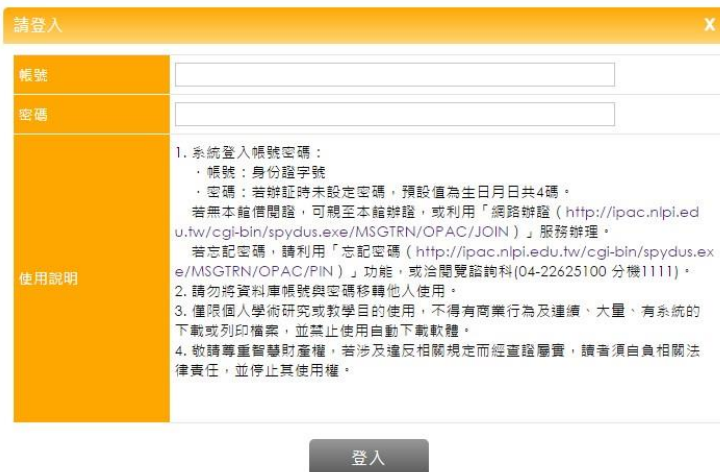 請登入
X
帳號
密碼
使用說明
1. 系統登入帳號密碼：
．帳號：身份證字號
．密碼：若辦証時未設定密碼，預設值為生日月日共4碼。
若無本館借閱證，可親至本館辦證，或利用「網路辦證（http://ipac.nlpi.ed
u.tw/cgi-bin/spydus.exe/MSGTRN/OPAC/JOIN）」服務辦理。
若忘記密碼，請利用「忘記密碼（http://ipac.nlpi.edu.tw/cgi-bin/spydus.ex
e/MSGTRN/OPAC/PIN）」功能，或洽閱覽諮詢科(04-22625100 分機1111)。
2. 請勿將資料庫帳號與密碼移轉他人使用。
3. 僅限個人學術研究或教學目的使用，不得有商業行為及連續、大量、有系統的
下載或列印檔案，並禁止使用自動下載軟體。
4. 敬請尊重智慧財產權，若涉及違反相關規定而經查證屬實，讀者須自負相關法
律責任，並停止其使用權。
登入